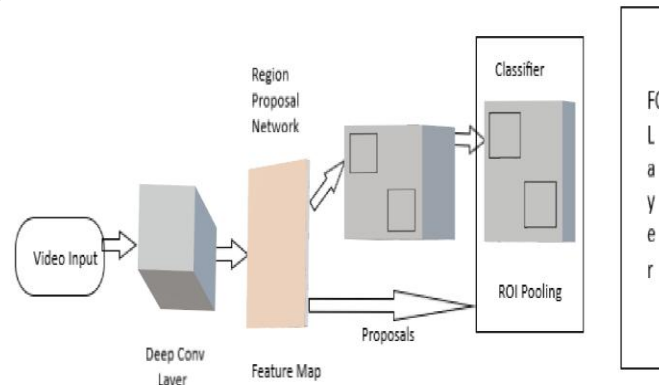 Region
Proposal
Network
Classifier
Video Input
Deep Conv
Layer
Feature Map
Proposals
ROI Pooling
L
a
y
e
r